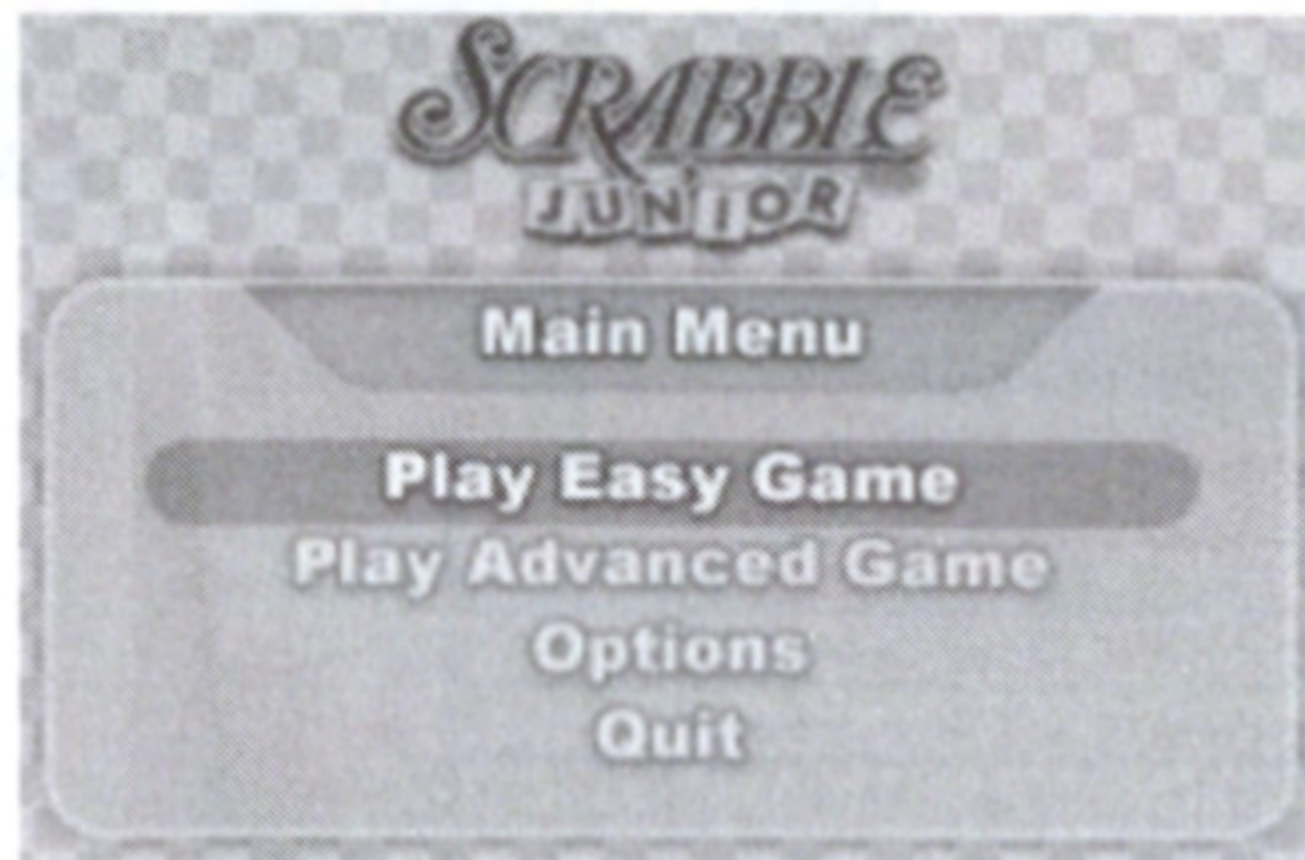 SCRABBLE
JUNIOR
Main Menu
Play Easy Game
Play Advanced Game
Options
Quit